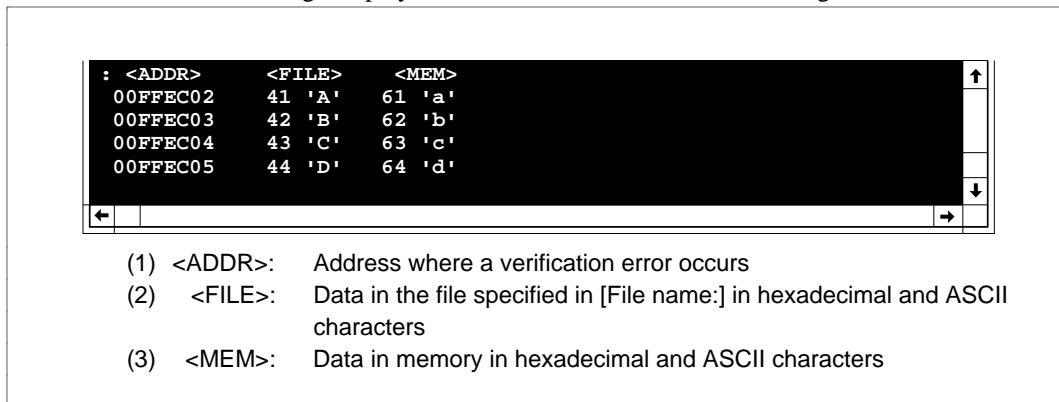 : <ADDR> <FILE> <MEM>
00FFEC02 41 'A' 61 'a'
00FFEC03 42 'B' 62 'b'
00FFEC04 43 'C' 63 'c'
00FFEC05 44 'D' 64 'd'
(1) <ADDR>: Address where a verification error occurs
(2) <FILE>: Data in the file specified in [File name:] in hexadecimal and ASCII
characters
(3) <MEM>: Data in memory in hexadecimal and ASCII characters